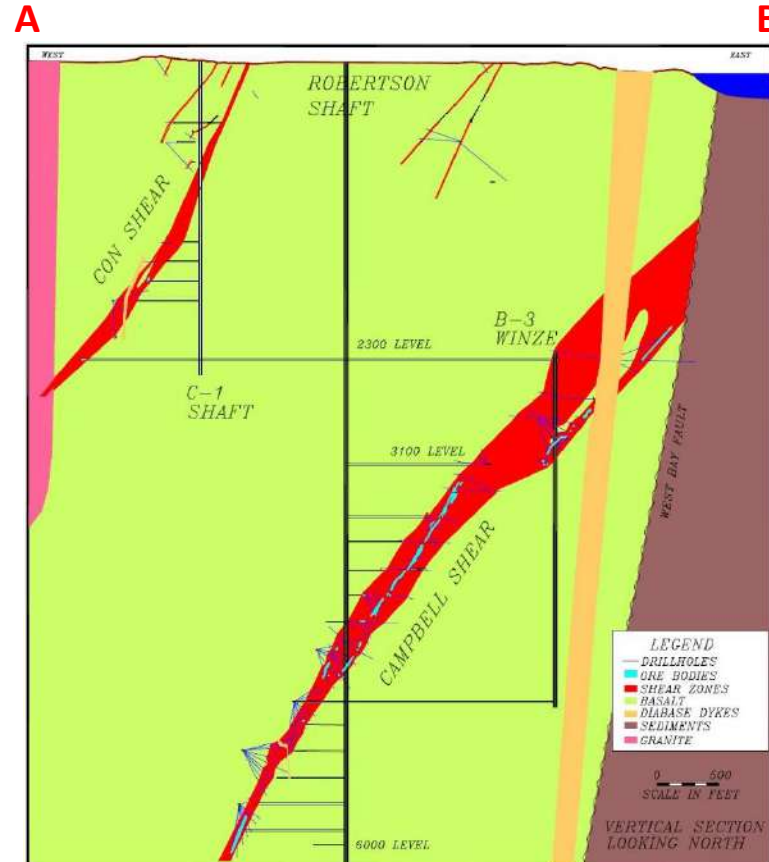 A
B
WEST
EAST
ROBERTSON
SHAFT
CON SHEAR
B-3
WINZE
2300 LEVEL
C-1
SHAFT
3100 LEVEL
WEST BAY FAULT
CAMPBELL SHEAR
LEGEND
DRILLHOLES
ORE BODIES
SHEAR ZONES
BASALT
DIABASE DYKES
SEDIMENTS
GRANITE
0 500
SCALE IN FEET
VERTICAL SECTION
LOOKING NORTH
6000 LEVEL